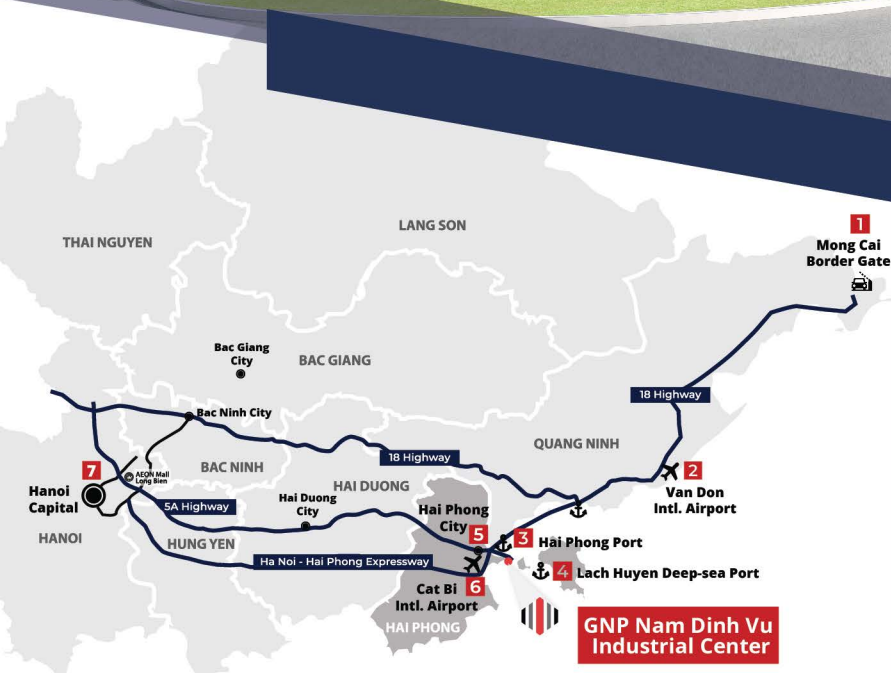 1
Mong Cai
Border Gate
LANG SON
THAI NGUYEN
Bac Giang
City
BAC GIANG
18 Highway
Bac Ninh City
QUANG NINH
18 Highway
BAC NINH
7
AEON Mall
Long Bien
2
Van Don
Intl. Airport
Hanoi
Capital
HAI DUONG
5A Highway
Hai Duong
City
Hai Phong
City
5
HANOI
HUNG YEN
3
Hai Phong Port
Ha Noi - Hai Phong Expressway
4
Lach Huyen Deep-sea Port
6
Cat Bi
Intl. Airport
HAI PHONG
GNP Nam Dinh Vu
Industrial Center